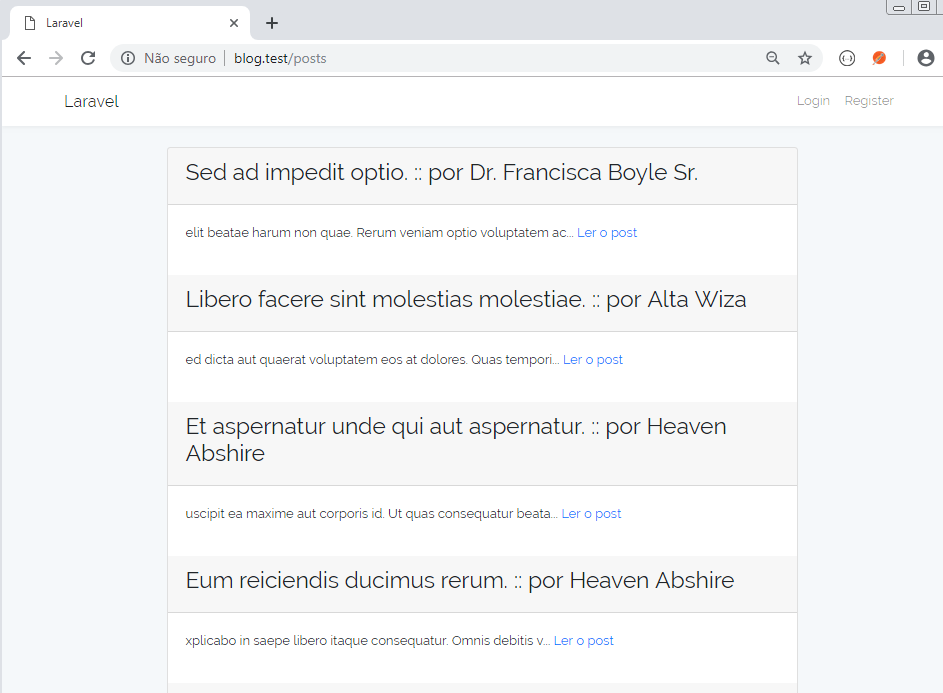 Laravel
Não seguro blog.test/posts
Laravel Login Register
Sed ad impedit optio. :: por Dr. Francisca Boyle Sr.
elit beatae harum non quae. Rerum veniam optio voluptatem ac... Ler o post
Libero facere sint molestias molestiae. :: por Alta Wiza
ed dicta aut quaerat voluptatem eos at dolores. Quas tempori... Ler o post
Et aspernatur unde qui aut aspernatur. :: por Heaven
Abshire
uscipit ea maxime aut corporis id. Ut quas consequatur beata... Ler o post
Eum reiciendis ducimus rerum. :: por Heaven Abshire
xplicabo in saepe libero itaque consequatur. Omnis debitis v... Ler o post